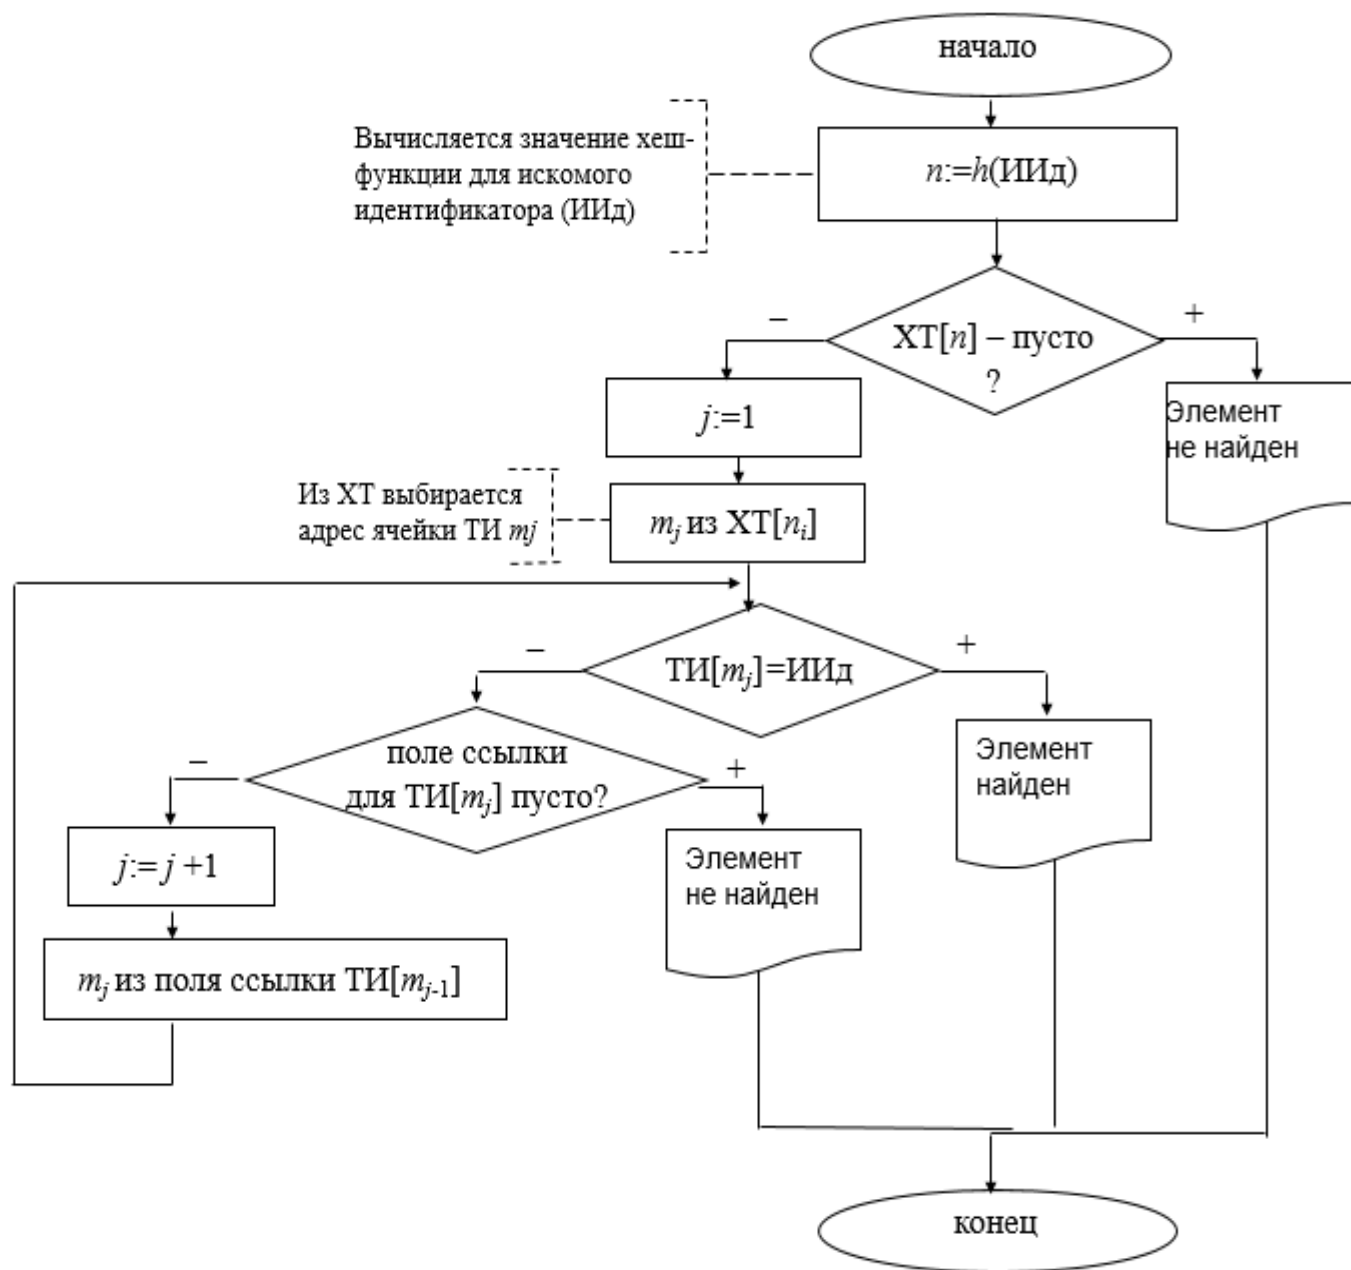 начало
Вычисляется значение хеш-
функции для искомого
идентификатора (ИИд)
n:=h(ИИд)
–
+
ХТ[n] – пусто
?
j:=1
Элемент
не найден
Из ХТ выбирается
адрес ячейки ТИ mj
mj из ХТ[ni]
–
+
ТИ[mj]=ИИд
–
+
поле ссылки
для ТИ[mj] пусто?
Элемент
найден
j:= j +1
Элемент
не найден
mj из поля ссылки ТИ[mj-1]
конец